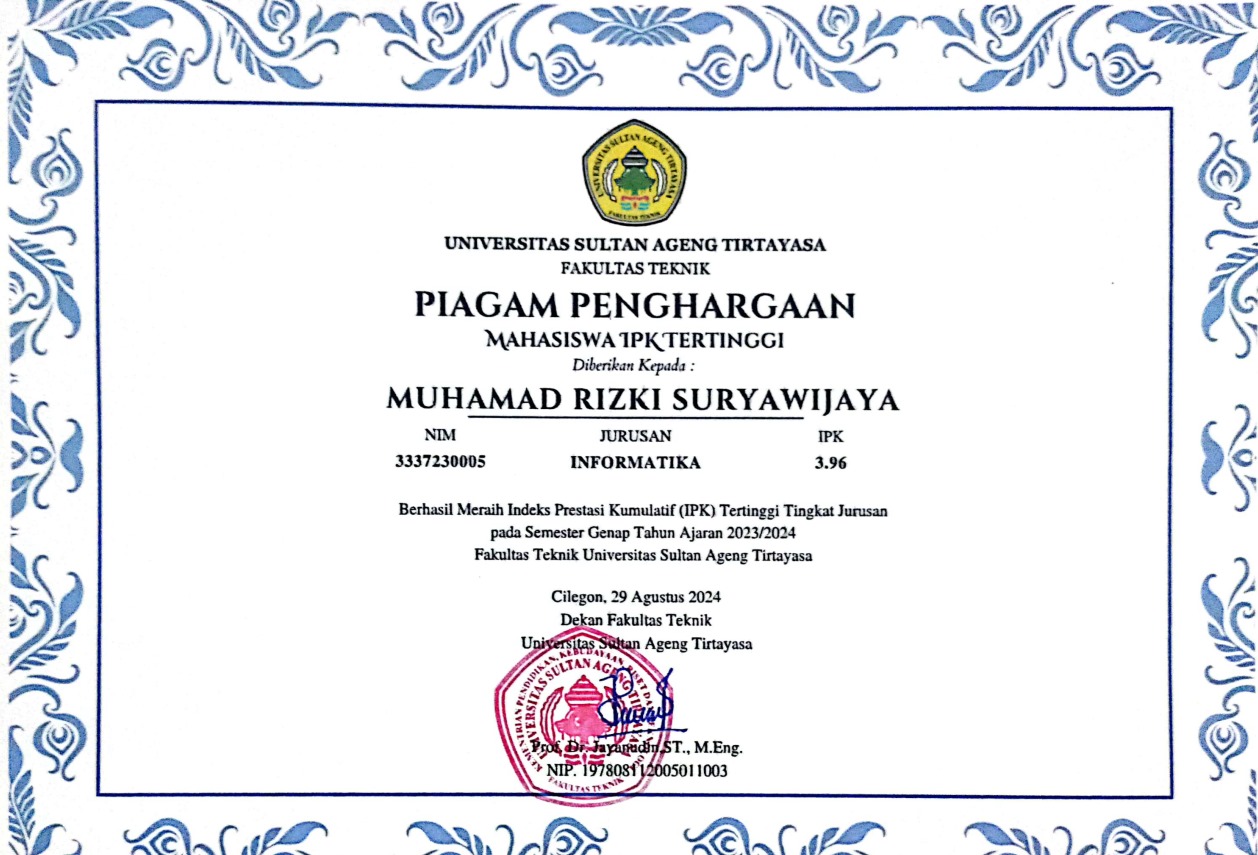 UNIVERSITAS SULTAN AGENG TIRTAYASA
FAKULTAS TEKNIK
UNIVERSITAS SULTAN AGENG TIRTAYASA
FAKULTAS TEKNIK
PIAGAM PENGHARGAAN
MAHASISWA IPK TERTINGGI
Diberikan Kepada :
MUHAMAD RIZKI SURYAWIJAYA
NIM JURUSAN IPK
3337230005 INFORMATIKA 3.96
Berhasil Meraih Indeks Prestasi Kumulatif (IPK) Tertinggi Tingkat Jurusan
pada Semester Genap Tahun Ajaran 2023/2024
Fakultas Teknik Universitas Sultan Ageng Tirtayasa
Cilegon, 29 Agustus 2024
Dekan Fakultas Teknik
Universitas Sultan Ageng Tirtayasa
KEMENTRIAN PENDIDIKAN, KEBUDAYAAN, RISET DA
UNIVERSITAS SULTAN AGENG TIRTAYASA
FAKULTAS TEKNIK
Prof. Dr. Jayanudin,ST., M.Eng.
NIP. 197808112005011003